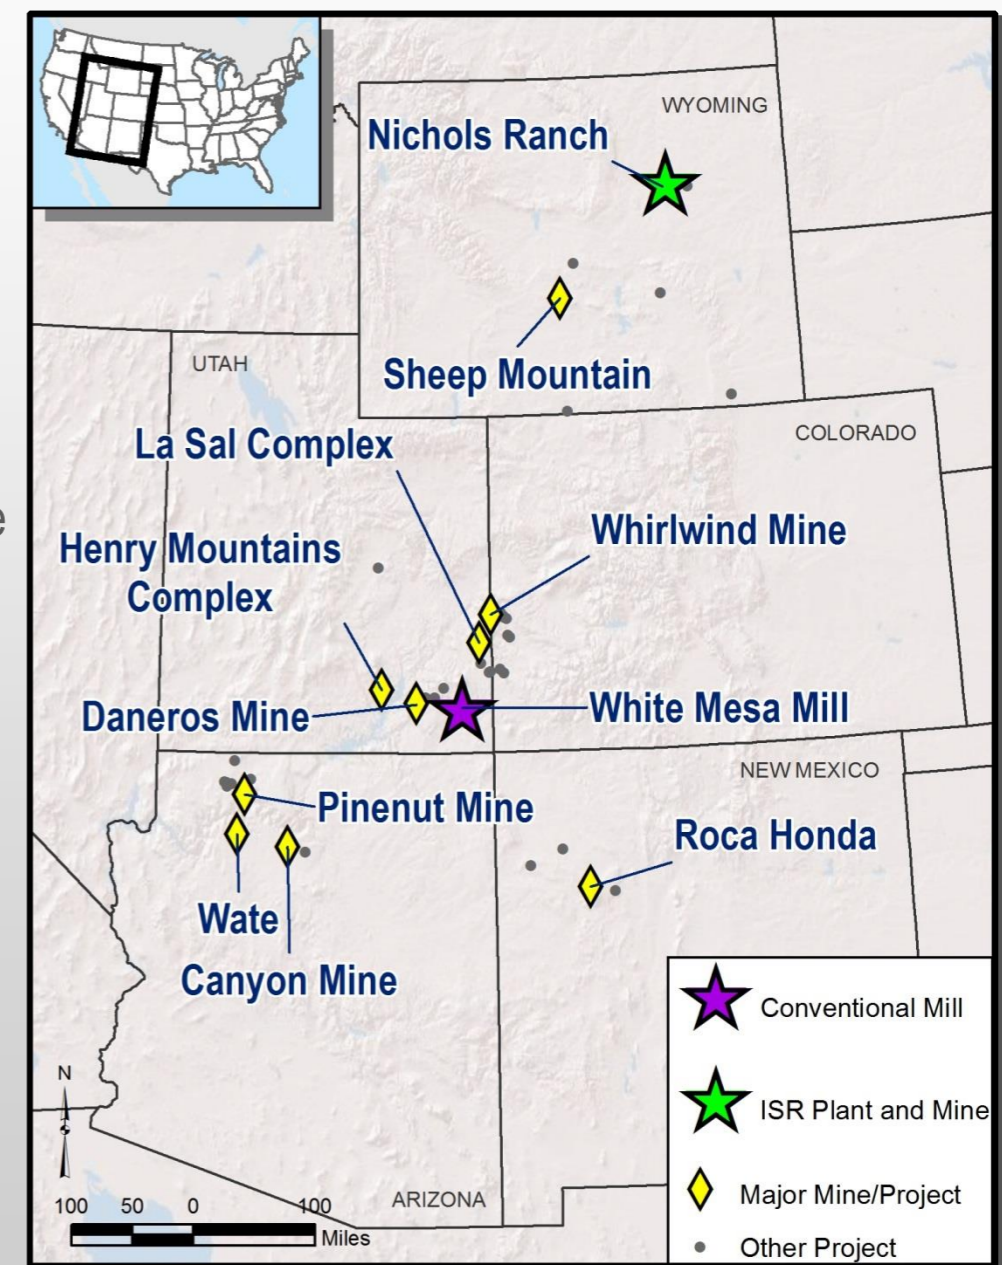 WYOMING
Nichols Ranch
Sheep Mountain
UTAH
COLORADO
La Sal Complex
Whirlwind Mine
e
Henry Mountains
Complex
Daneros Mine
White Mesa Mill
NEW MEXICO
Pinenut Mine
Roca Honda
Wate
Canyon Mine
ARIZONA
N
100 50 0 100
Miles
Conventional Mill
ISR Plant and Mine
Major Mine/Project
Other Project